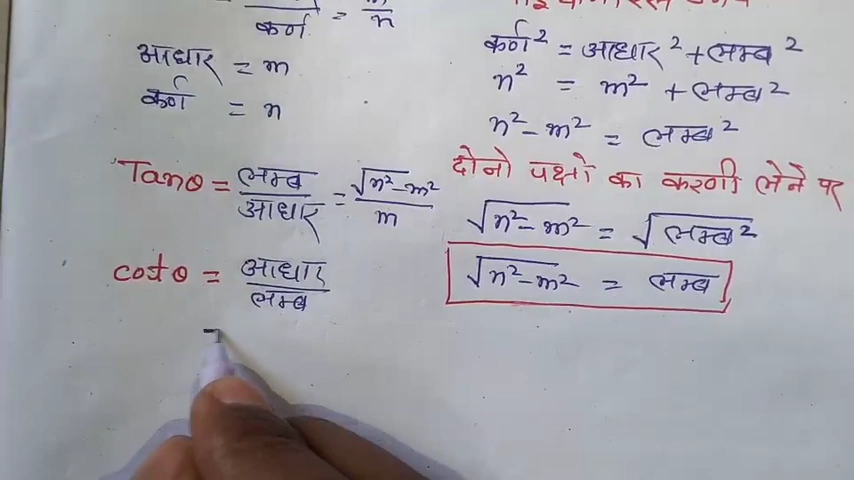 कर्ण = n
आधार = m
कर्ण = n
Tanθ = लम्ब / आधार = √n²-m² / m
cotθ = आधार / लम्ब
कर्ण² = आधार² + लम्ब²
n² = m² + लम्ब²
n² - m² = लम्ब²
दोनो पक्षो का करणी लेने पर
√n²-m² = √लम्ब²
√n²-m² = लम्ब